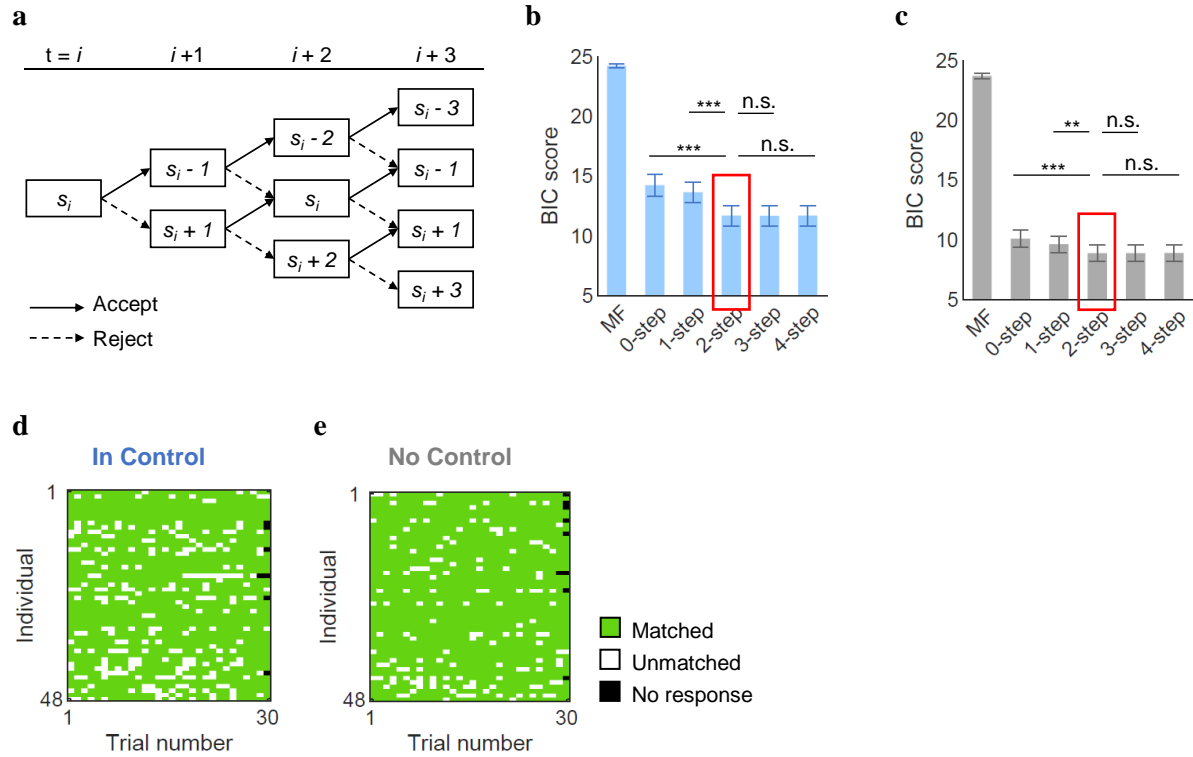 a
t = i i +1 i + 2 i + 3
s_i - 3
s_i - 2
s_i - 1 s_i - 1
s_i s_i
s_i + 1 s_i + 1
s_i + 2
s_i + 3
Accept
Reject
b
25
20
15
10
5
BIC score
*** n.s.
*** n.s.
MF 0-step 1-step 2-step 3-step 4-step
c
25
20
15
10
5
BIC score
** n.s.
*** n.s.
MF 0-step 1-step 2-step 3-step 4-step
d
In Control
1
Individual
48
1 30
Trial number
e
No Control
1
Individual
48
1 30
Trial number
Matched
Unmatched
No response